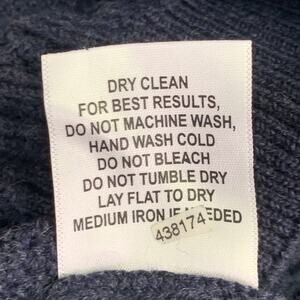 DRY CLEAN
FOR BEST RESULTS,
DO NOT MACHINE WASH,
HAND WASH COLD
DO NOT BLEACH
DO NOT TUMBLE DRY
LAY FLAT TO DRY
MEDIUM IRON
438174